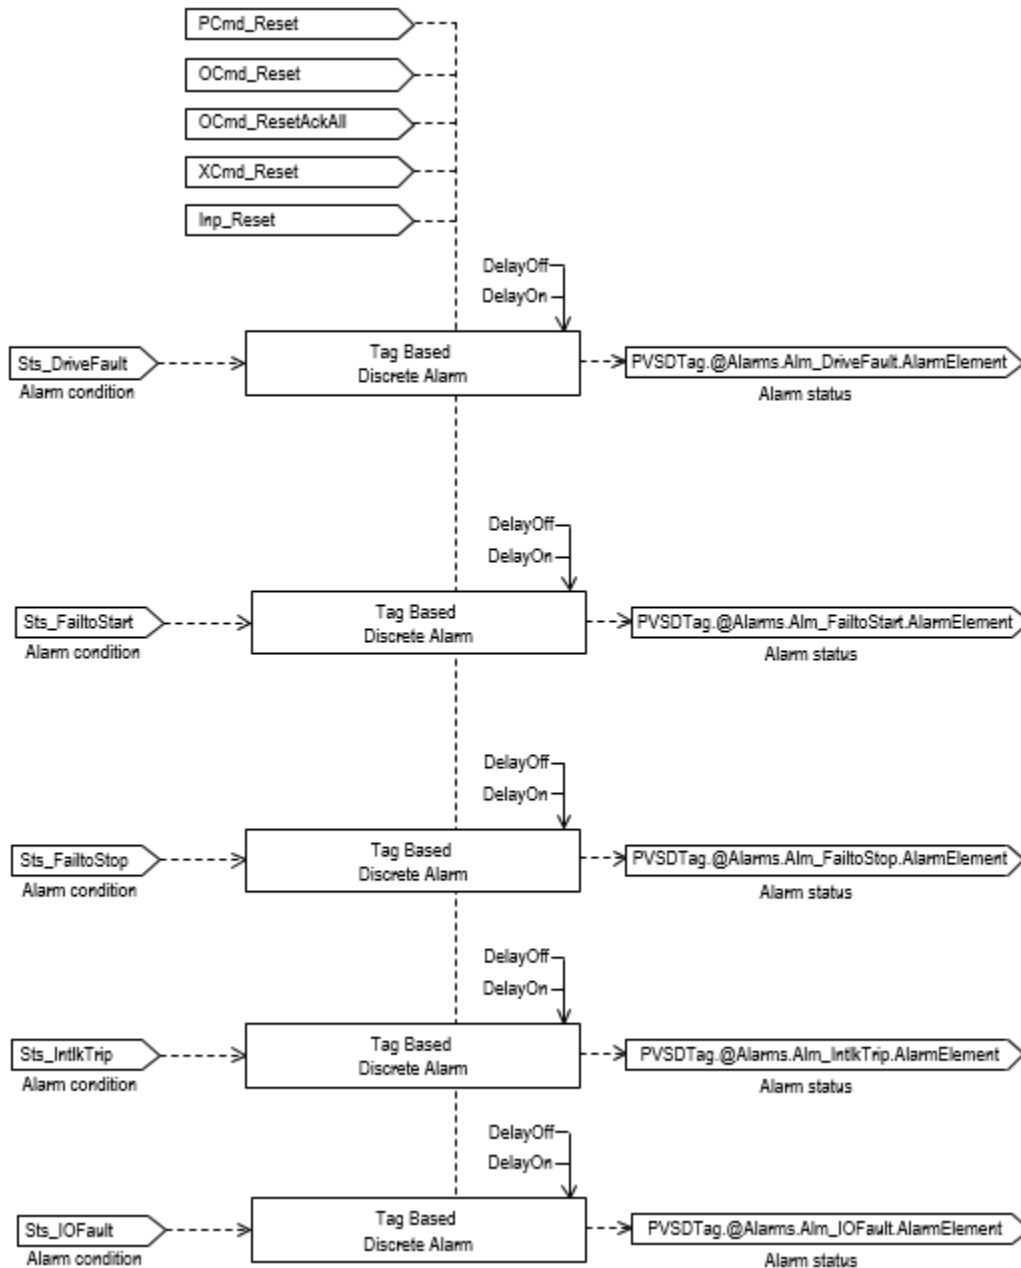 PCmd_Reset
OCmd_Reset
OCmd_ResetAckAll
XCmd_Reset
Inp_Reset
DelayOff
DelayOn
Sts_DriveFault
Alarm condition
Tag Based
Discrete Alarm
PVSDTag.@Alarms.Alm_DriveFault.AlarmElement
Alarm status
DelayOff
DelayOn
Sts_FailtoStart
Alarm condition
Tag Based
Discrete Alarm
PVSDTag.@Alarms.Alm_FailtoStart.AlarmElement
Alarm status
DelayOff
DelayOn
Sts_FailtoStop
Alarm condition
Tag Based
Discrete Alarm
PVSDTag.@Alarms.Alm_FailtoStop.AlarmElement
Alarm status
DelayOff
DelayOn
Sts_IntlkTrip
Alarm condition
Tag Based
Discrete Alarm
PVSDTag.@Alarms.Alm_IntlkTrip.AlarmElement
Alarm status
DelayOff
DelayOn
Sts_IOFault
Alarm condition
Tag Based
Discrete Alarm
PVSDTag.@Alarms.Alm_IOFault.AlarmElement
Alarm status